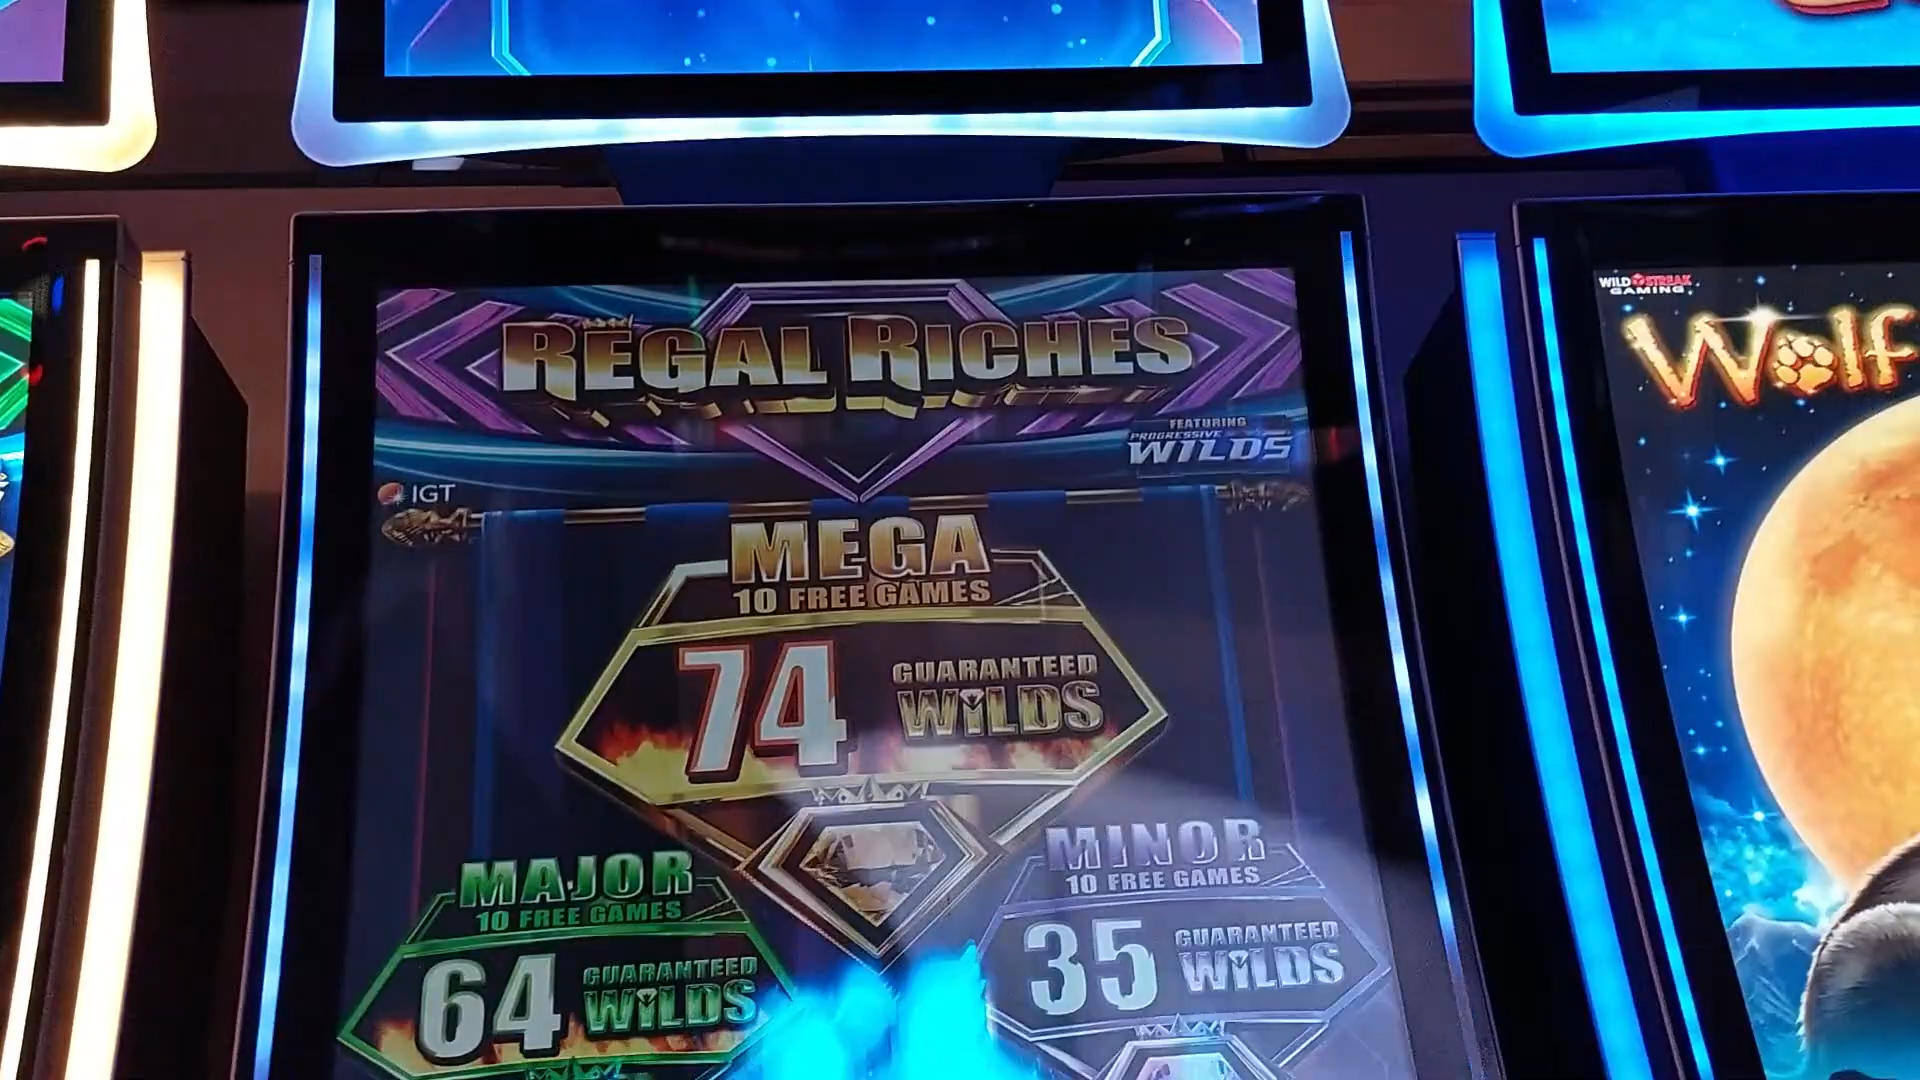 REGAL RICHES
FEATURING
PROGRESSIVE
WILDS
IGT
MEGA
10 FREE GAMES
74
GUARANTEED
WILDS
MAJOR
10 FREE GAMES
64
GUARANTEED
WILDS
MINOR
10 FREE GAMES
35
GUARANTEED
WILDS
WILD STREAK
GAMING
Wolf